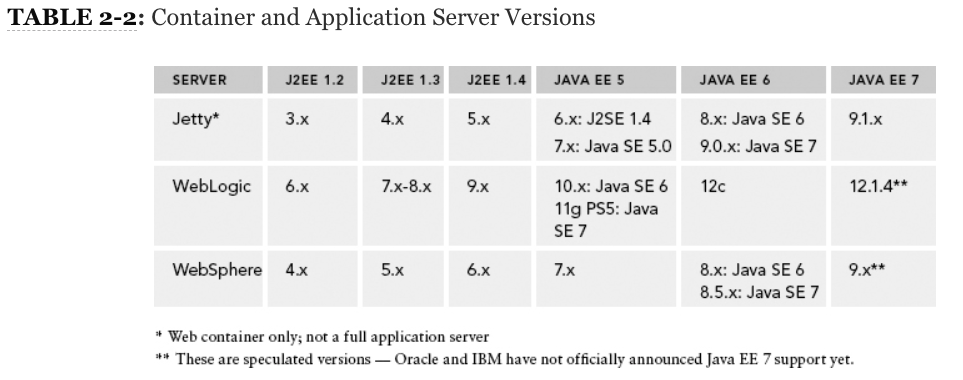 TABLE 2-2: Container and Application Server Versions
SERVER J2EE 1.2 J2EE 1.3 J2EE 1.4 JAVA EE 5 JAVA EE 6 JAVA EE 7
Jetty* 3.x 4.x 5.x 6.x: J2SE 1.4 8.x: Java SE 6 9.1.x
7.x: Java SE 5.0 9.0.x: Java SE 7
WebLogic 6.x 7.x-8.x 9.x 10.x: Java SE 6 12c 12.1.4**
11g PS5: Java
SE 7
WebSphere 4.x 5.x 6.x 7.x 8.x: Java SE 6 9.x**
8.5.x: Java SE 7
* Web container only; not a full application server
** These are speculated versions — Oracle and IBM have not officially announced Java EE 7 support yet.